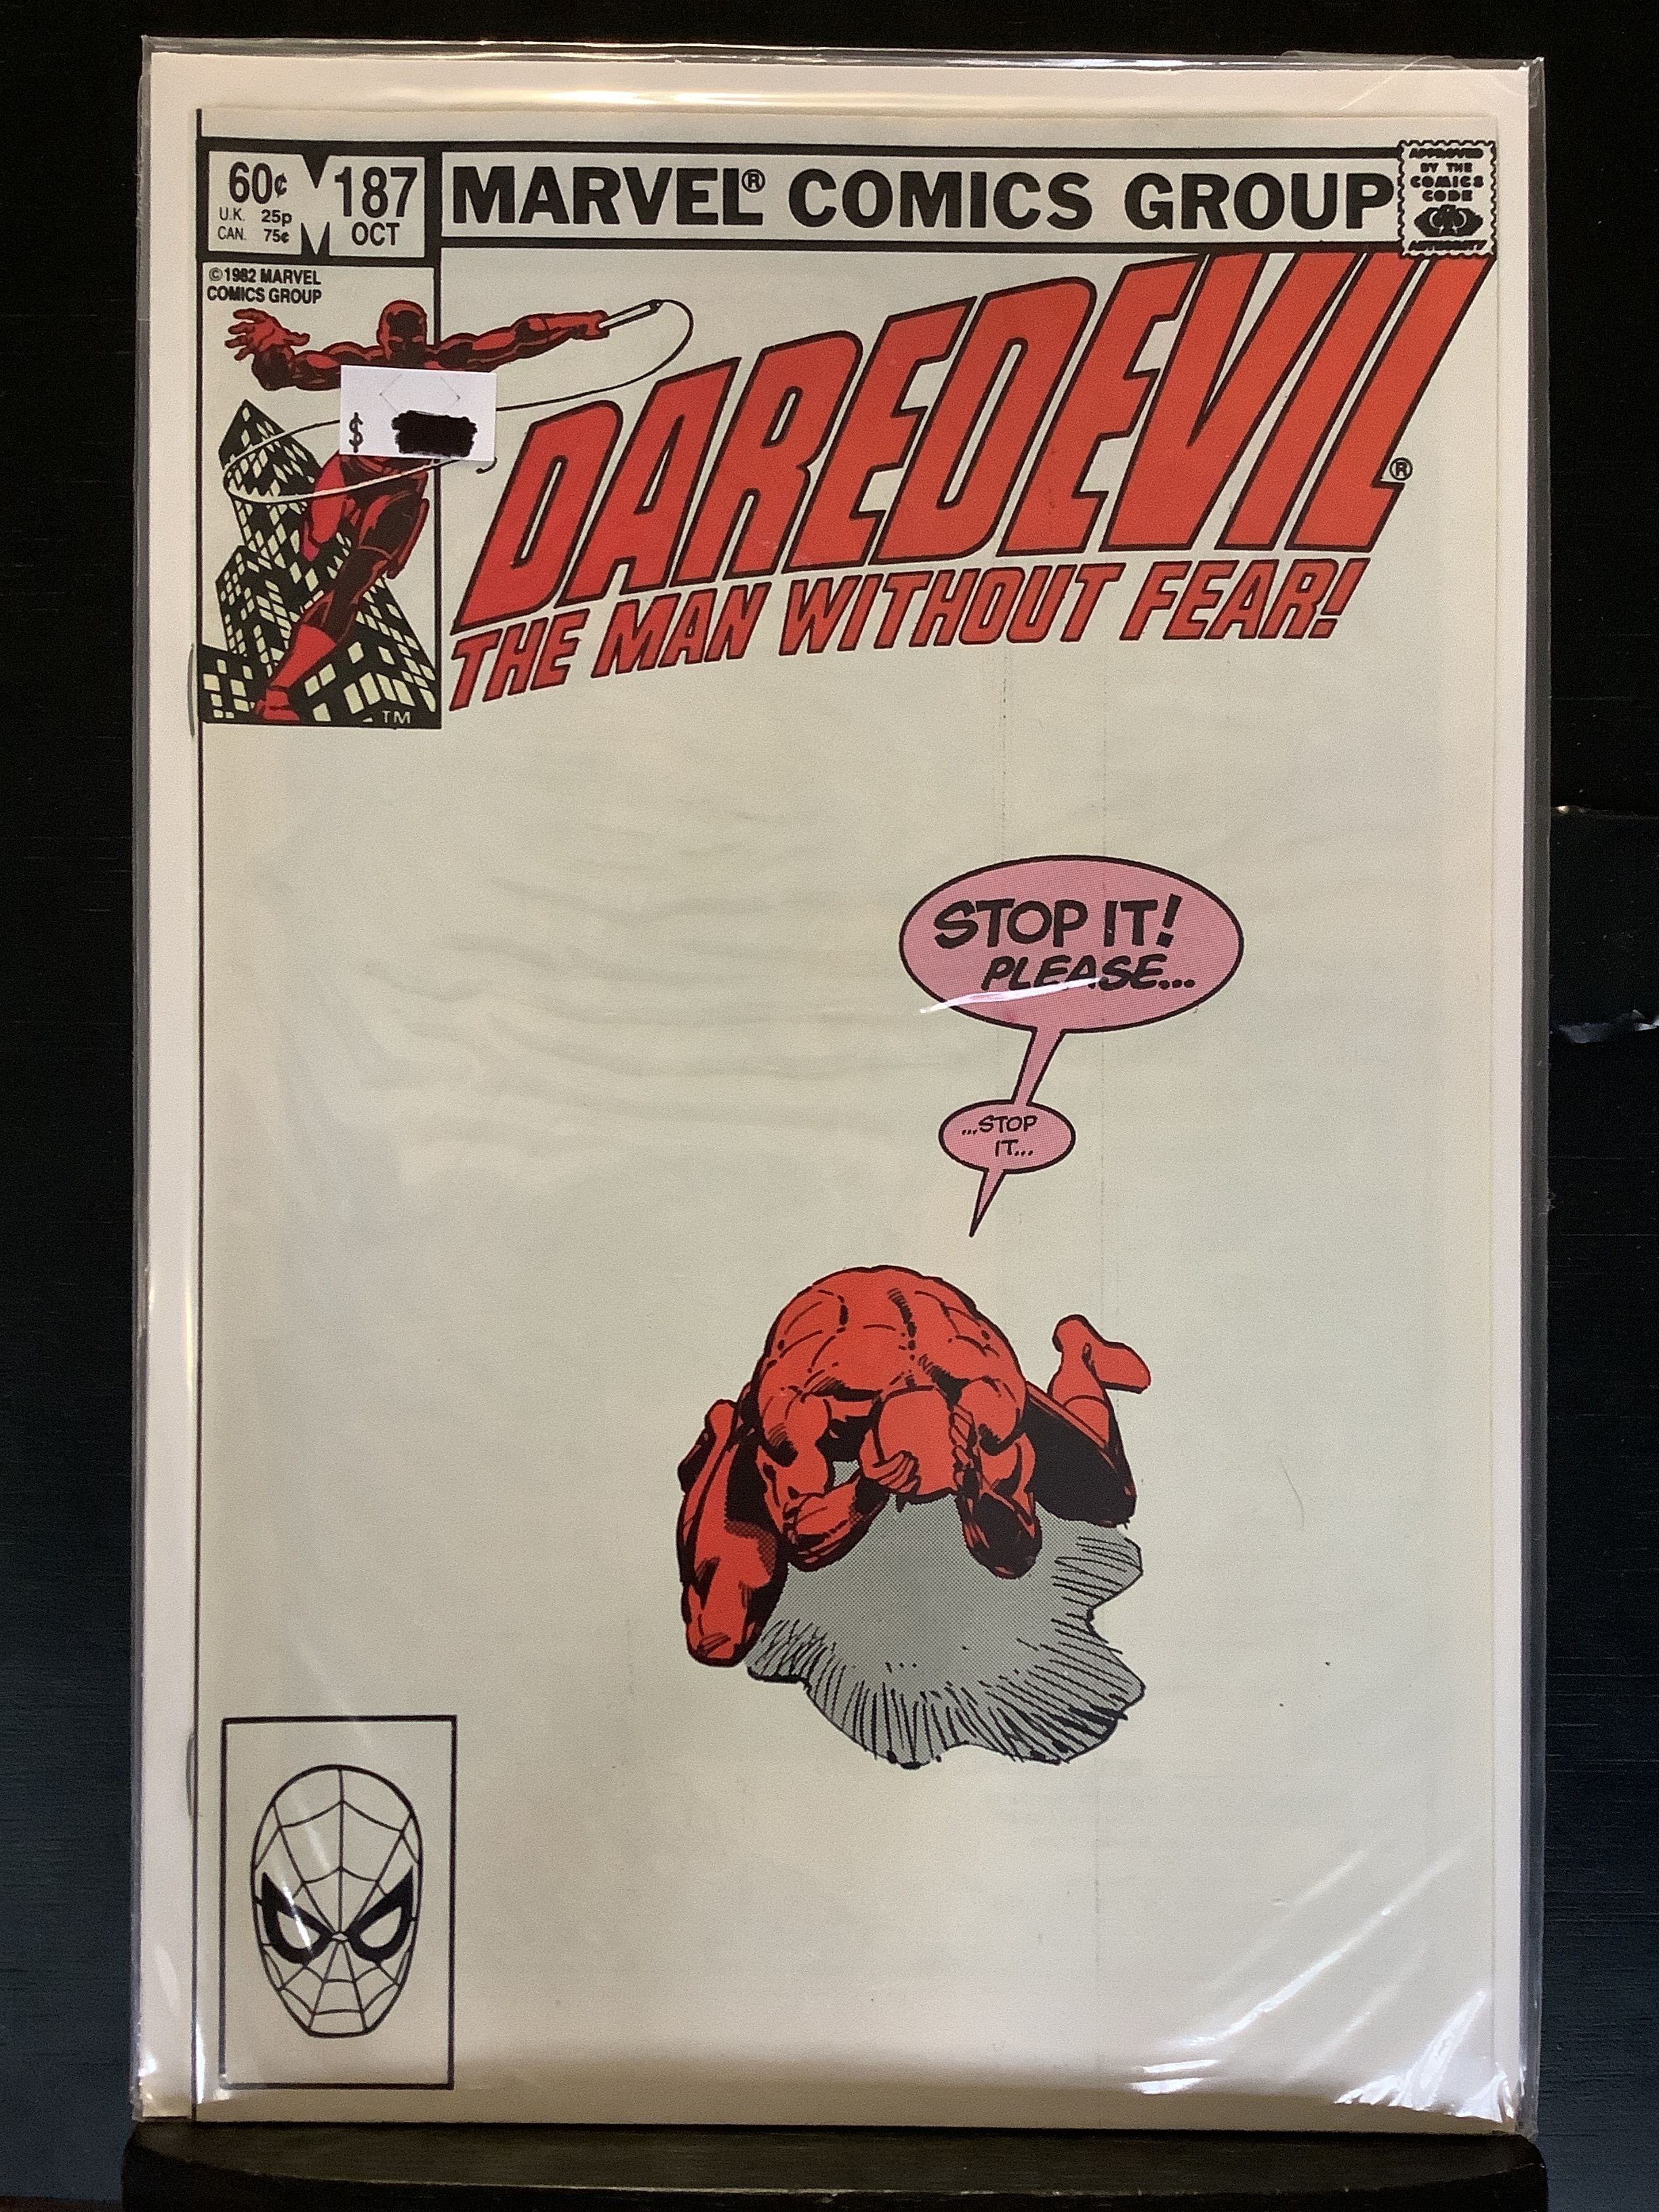 60¢
U.K. 25p
CAN. 75¢
187
OCT
MARVEL® COMICS GROUP
APPROVED
BY THE
COMICS
CODE
AUTHORITY
©1982 MARVEL
COMICS GROUP
$
DAREDEVIL®
THE MAN WITHOUT FEAR!
TM
STOP IT!
PLEASE...
...STOP
IT...